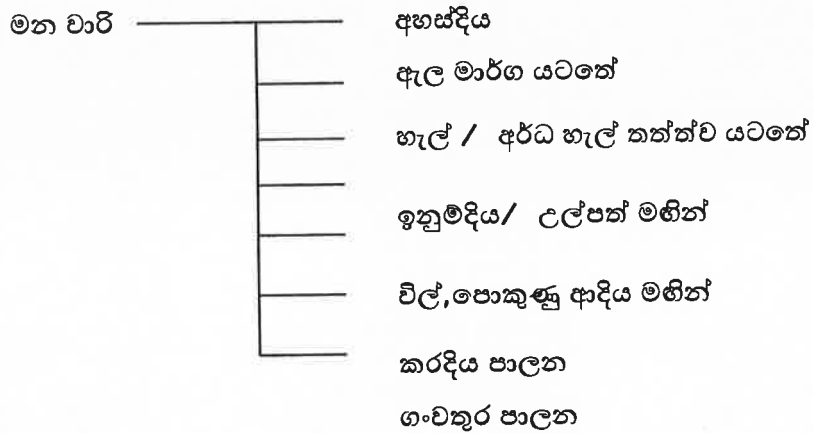 මන වාරි
අහස්දිය
ඇල මාර්ග යටතේ
හැල් / අර්ධ හැල් තත්ත්ව යටතේ
ඉනුම්දිය/ උල්පත් මඟින්
විල්,පොකුණු ආදිය මඟින්
කරදිය පාලන
ගංවතුර පාලන